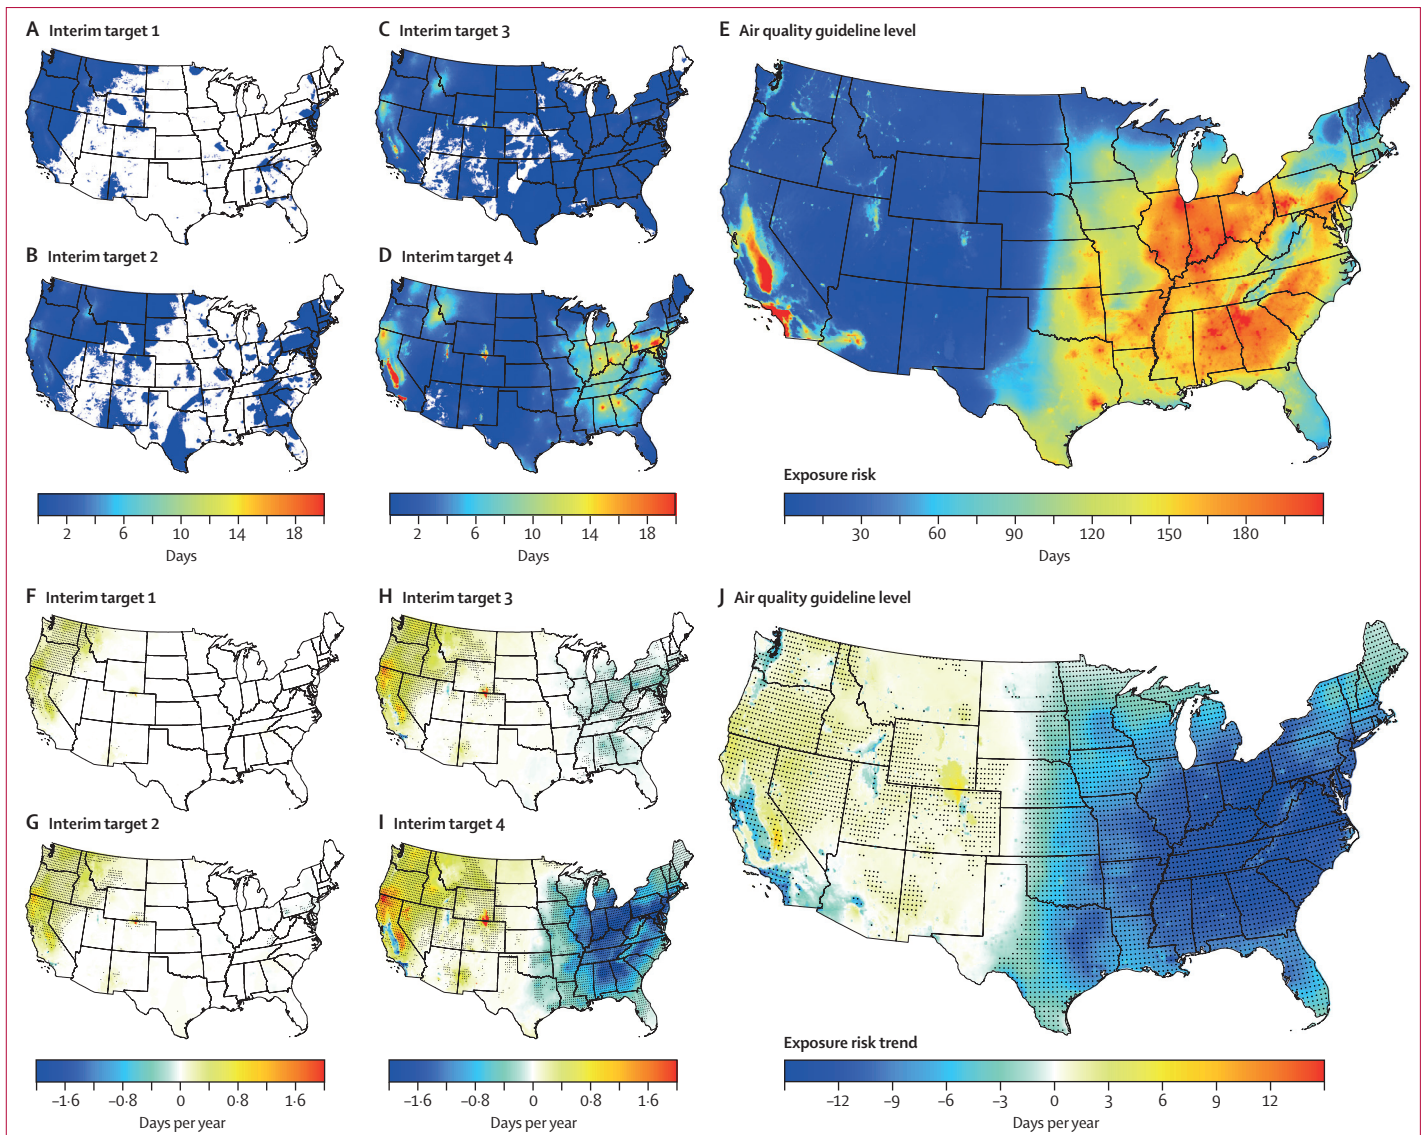 A Interim target 1
C Interim target 3
E Air quality guideline level
B Interim target 2
D Interim target 4
2 6 10 14 18
Days
2 6 10 14 18
Days
Exposure risk
30 60 90 120 150 180
Days
F Interim target 1
H Interim target 3
J Air quality guideline level
G Interim target 2
I Interim target 4
–1·6 –0·8 0 0·8 1·6
Days per year
–1·6 –0·8 0 0·8 1·6
Days per year
Exposure risk trend
–12 –9 –6 –3 0 3 6 9 12
Days per year